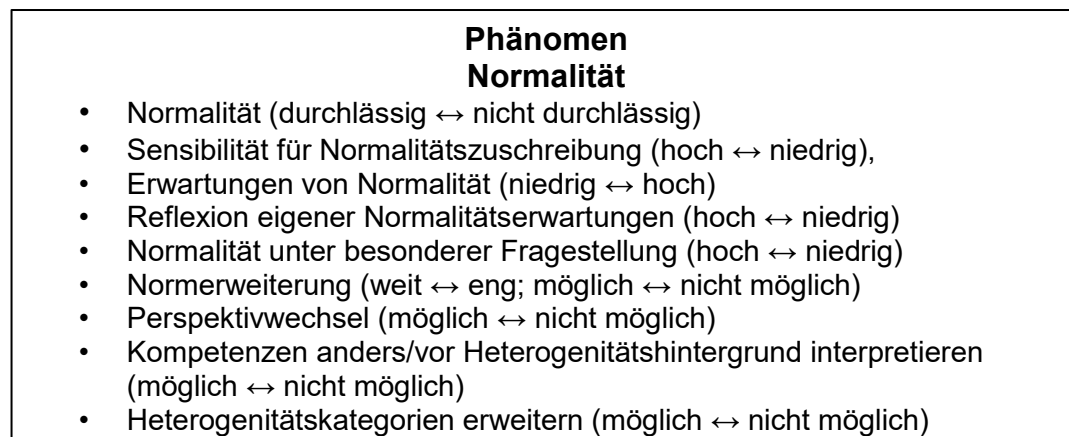 Phänomen
Normalität
• Normalität (durchlässig ↔ nicht durchlässig)
• Sensibilität für Normalitätszuschreibung (hoch ↔ niedrig),
• Erwartungen von Normalität (niedrig ↔ hoch)
• Reflexion eigener Normalitätserwartungen (hoch ↔ niedrig)
• Normalität unter besonderer Fragestellung (hoch ↔ niedrig)
• Normerweiterung (weit ↔ eng; möglich ↔ nicht möglich)
• Perspektivwechsel (möglich ↔ nicht möglich)
• Kompetenzen anders/vor Heterogenitätshintergrund interpretieren
(möglich ↔ nicht möglich)
• Heterogenitätskategorien erweitern (möglich ↔ nicht möglich)